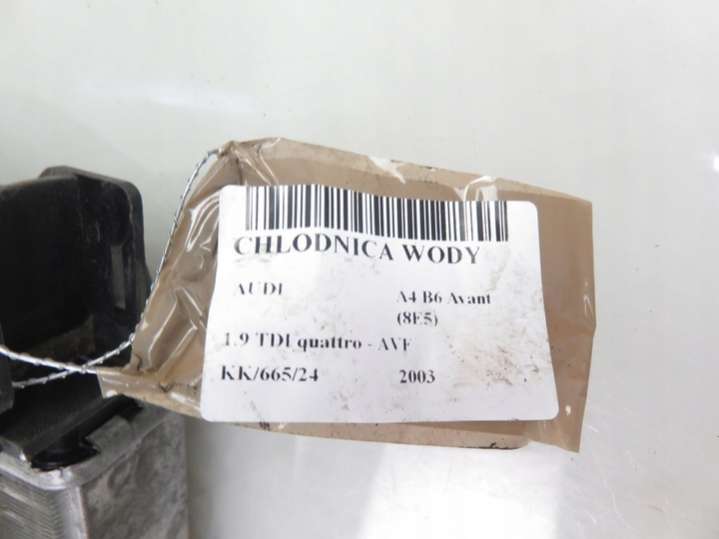 CHLODNICA WODY
AUDI A4 B6 Avant
(8E5)
1.9 TDI quattro - AVF
KK/665/24 2003